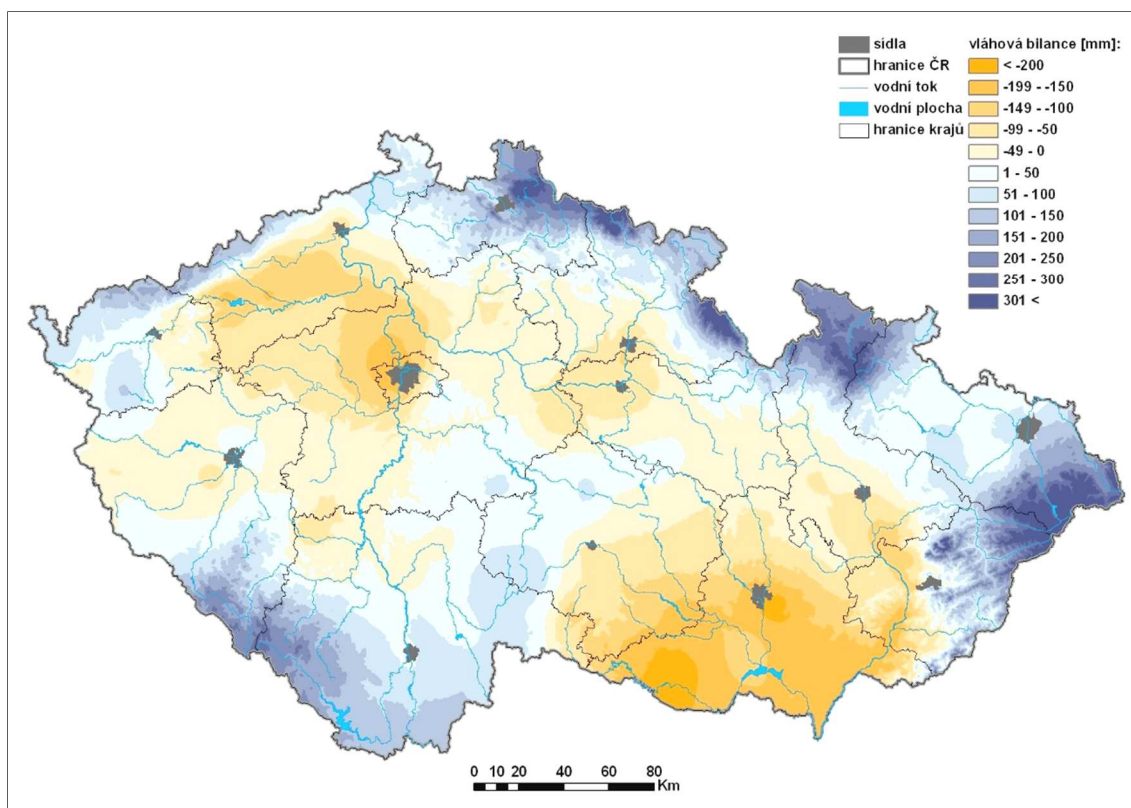 sídla
hranice ČR
vodní tok
vodní plocha
hranice krajů
vláhová bilance [mm]:
< -200
-199 - -150
-149 - -100
-99 - -50
-49 - 0
1 - 50
51 - 100
101 - 150
151 - 200
201 - 250
251 - 300
301 <
0 10 20 40 60 80
Km